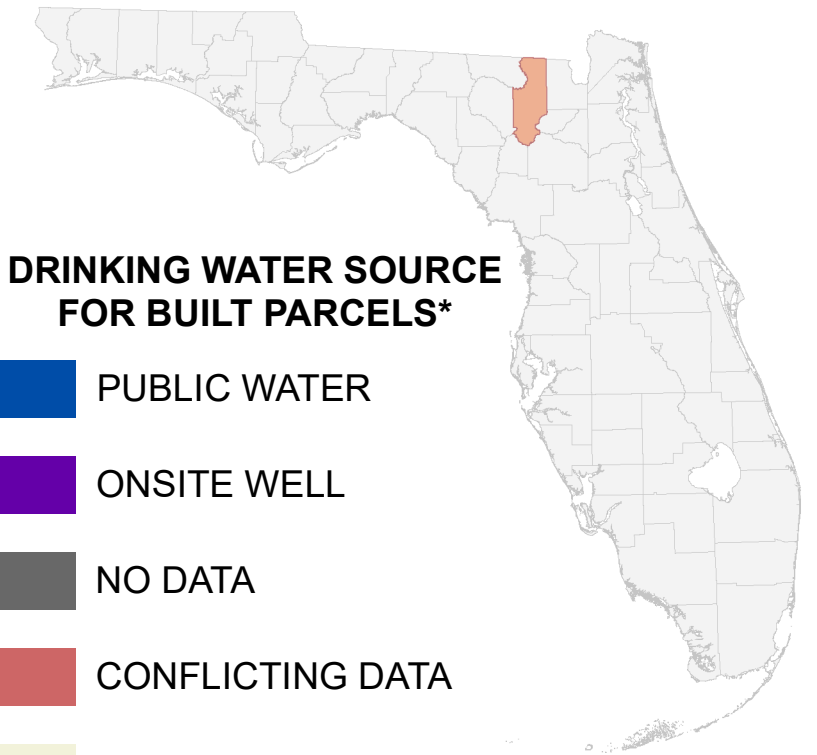 DRINKING WATER SOURCE
FOR BUILT PARCELS*
PUBLIC WATER
ONSITE WELL
NO DATA
CONFLICTING DATA